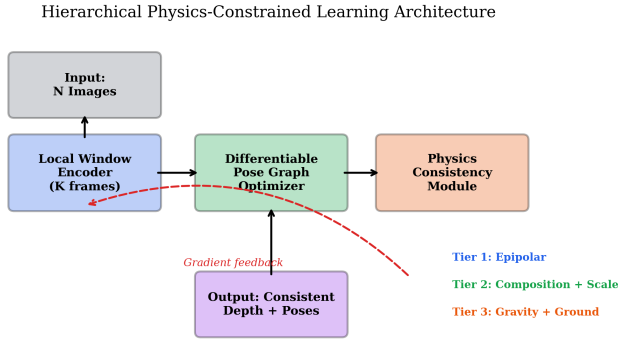 Hierarchical Physics-Constrained Learning Architecture
Input:
N Images
Local Window
Encoder
(K frames)
Differentiable
Pose Graph
Optimizer
Physics
Consistency
Module
Gradient feedback
Output: Consistent
Depth + Poses
Tier 1: Epipolar
Tier 2: Composition + Scale
Tier 3: Gravity + Ground